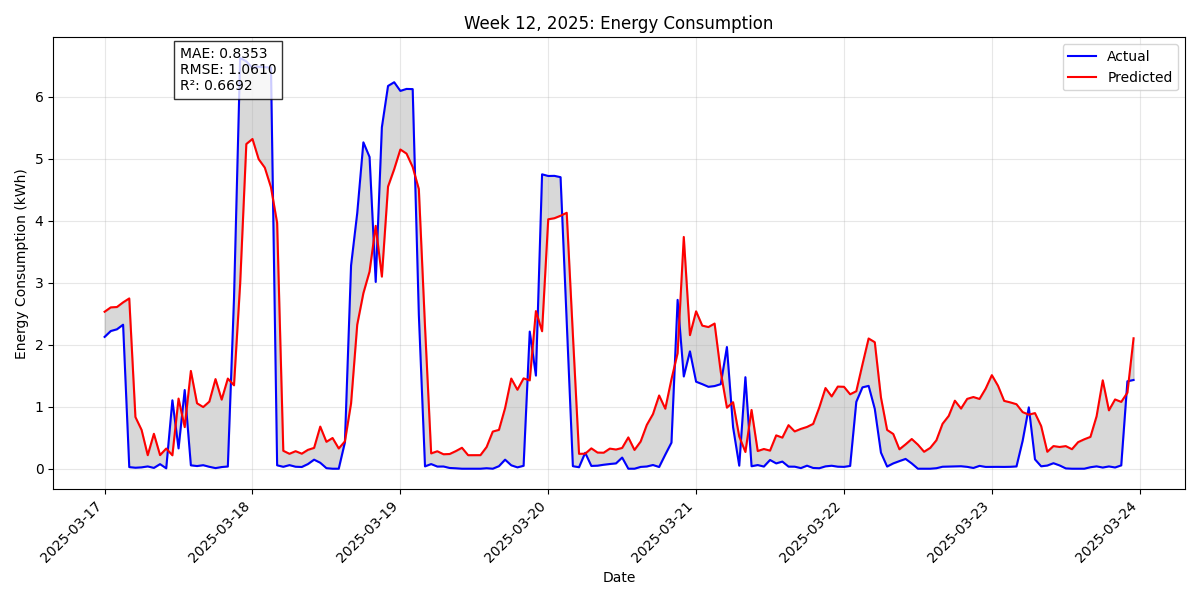 Week 12, 2025: Energy Consumption
MAE: 0.8353
RMSE: 1.0610
R²: 0.6692
Actual
Predicted
Energy Consumption (kWh)
6
5
4
3
2
1
0
2025-03-17
2025-03-18
2025-03-19
2025-03-20
2025-03-21
2025-03-22
2025-03-23
2025-03-24
Date